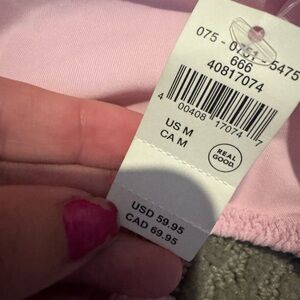 075 - 0751 - 5475
666
40817074
4 00408 17074 7
US M
CA M
REAL
GOOD.
USD 59.95
CAD 69.95